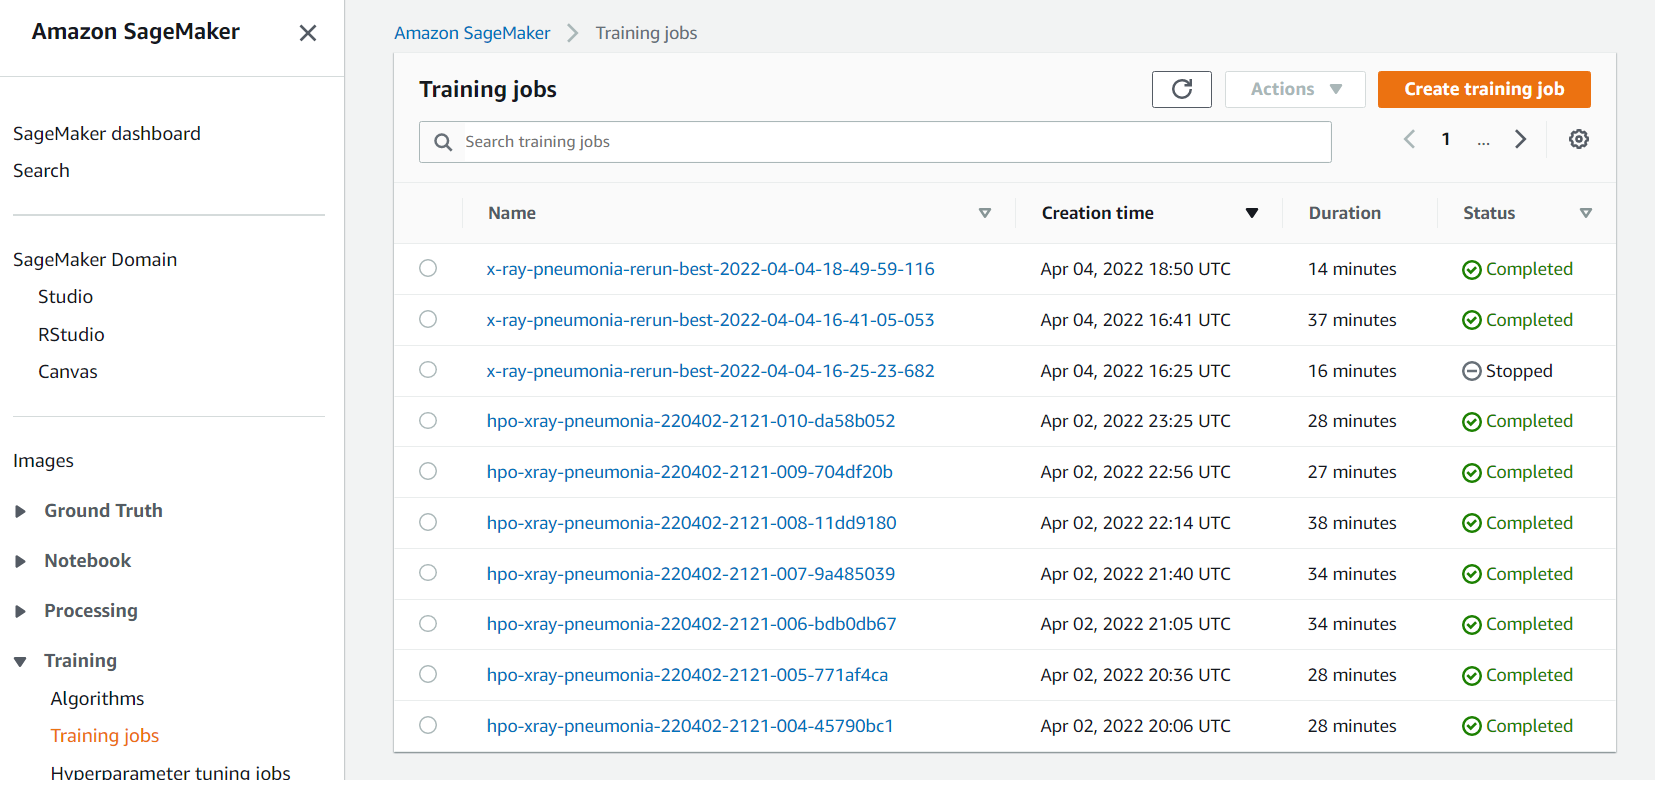 Amazon SageMaker
SageMaker dashboard
Search
SageMaker Domain
Studio
RStudio
Canvas
Images
Ground Truth
Notebook
Processing
Training
Algorithms
Training jobs
Hyperparameter tuning jobs
Amazon SageMaker Training jobs
Training jobs Actions Create training job
Search training jobs 1 ...
Name Creation time Duration Status
x-ray-pneumonia-rerun-best-2022-04-04-18-49-59-116 Apr 04, 2022 18:50 UTC 14 minutes Completed
x-ray-pneumonia-rerun-best-2022-04-04-16-41-05-053 Apr 04, 2022 16:41 UTC 37 minutes Completed
x-ray-pneumonia-rerun-best-2022-04-04-16-25-23-682 Apr 04, 2022 16:25 UTC 16 minutes Stopped
hpo-xray-pneumonia-220402-2121-010-da58b052 Apr 02, 2022 23:25 UTC 28 minutes Completed
hpo-xray-pneumonia-220402-2121-009-704df20b Apr 02, 2022 22:56 UTC 27 minutes Completed
hpo-xray-pneumonia-220402-2121-008-11dd9180 Apr 02, 2022 22:14 UTC 38 minutes Completed
hpo-xray-pneumonia-220402-2121-007-9a485039 Apr 02, 2022 21:40 UTC 34 minutes Completed
hpo-xray-pneumonia-220402-2121-006-bdb0db67 Apr 02, 2022 21:05 UTC 34 minutes Completed
hpo-xray-pneumonia-220402-2121-005-771af4ca Apr 02, 2022 20:36 UTC 28 minutes Completed
hpo-xray-pneumonia-220402-2121-004-45790bc1 Apr 02, 2022 20:06 UTC 28 minutes Completed